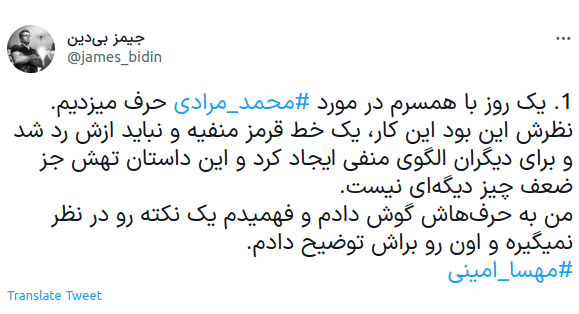 جیمز بی‌دین
@james_bidin
1. یک روز با همسرم در مورد #محمد_مرادی حرف میزدیم.
نظرش این بود این کار، یک خط قرمز منفیه و نباید ازش رد شد
و برای دیگران الگوی منفی ایجاد کرد و این داستان تهش جز
ضعف چیز دیگه‌ای نیست.
من به حرف‌هاش گوش دادم و فهمیدم یک نکته رو در نظر
نمیگیره و اون رو براش توضیح دادم.
#مهسا_امینی
Translate Tweet